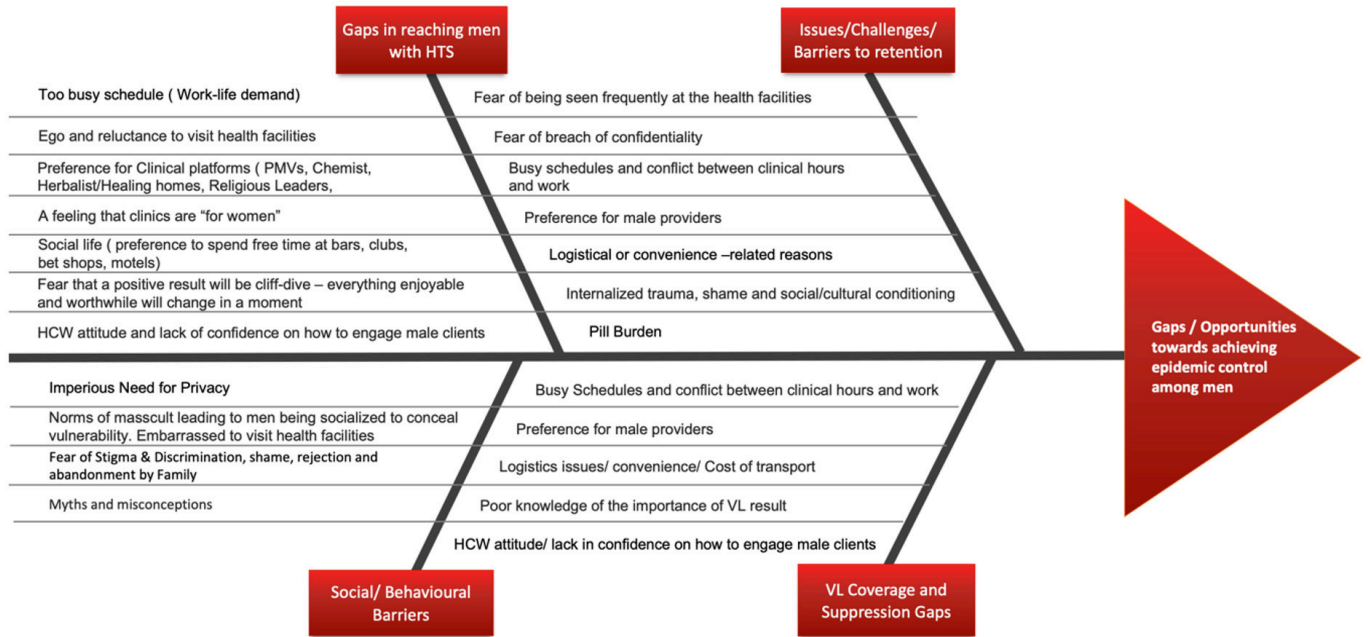 Gaps in reaching men
with HTS
Too busy schedule ( Work-life demand)
Ego and reluctance to visit health facilities
Preference for Clinical platforms ( PMVs, Chemist,
Herbalist/Healing homes, Religious Leaders,
A feeling that clinics are “for women”
Social life ( preference to spend free time at bars, clubs,
bet shops, motels)
Fear that a positive result will be cliff-dive – everything enjoyable
and worthwhile will change in a moment
HCW attitude and lack of confidence on how to engage male clients
Issues/Challenges/
Barriers to retention
Fear of being seen frequently at the health facilities
Fear of breach of confidentiality
Busy schedules and conflict between clinical hours
and work
Preference for male providers
Logistical or convenience –related reasons
Internalized trauma, shame and social/cultural conditioning
Pill Burden
Imperious Need for Privacy
Norms of masscult leading to men being socialized to conceal
vulnerability. Embarrassed to visit health facilities
Fear of Stigma & Discrimination, shame, rejection and
abandonment by Family
Myths and misconceptions
Social/ Behavioural
Barriers
Busy Schedules and conflict between clinical hours and work
Preference for male providers
Logistics issues/ convenience/ Cost of transport
Poor knowledge of the importance of VL result
HCW attitude/ lack in confidence on how to engage male clients
VL Coverage and
Suppression Gaps
Gaps / Opportunities
towards achieving
epidemic control
among men